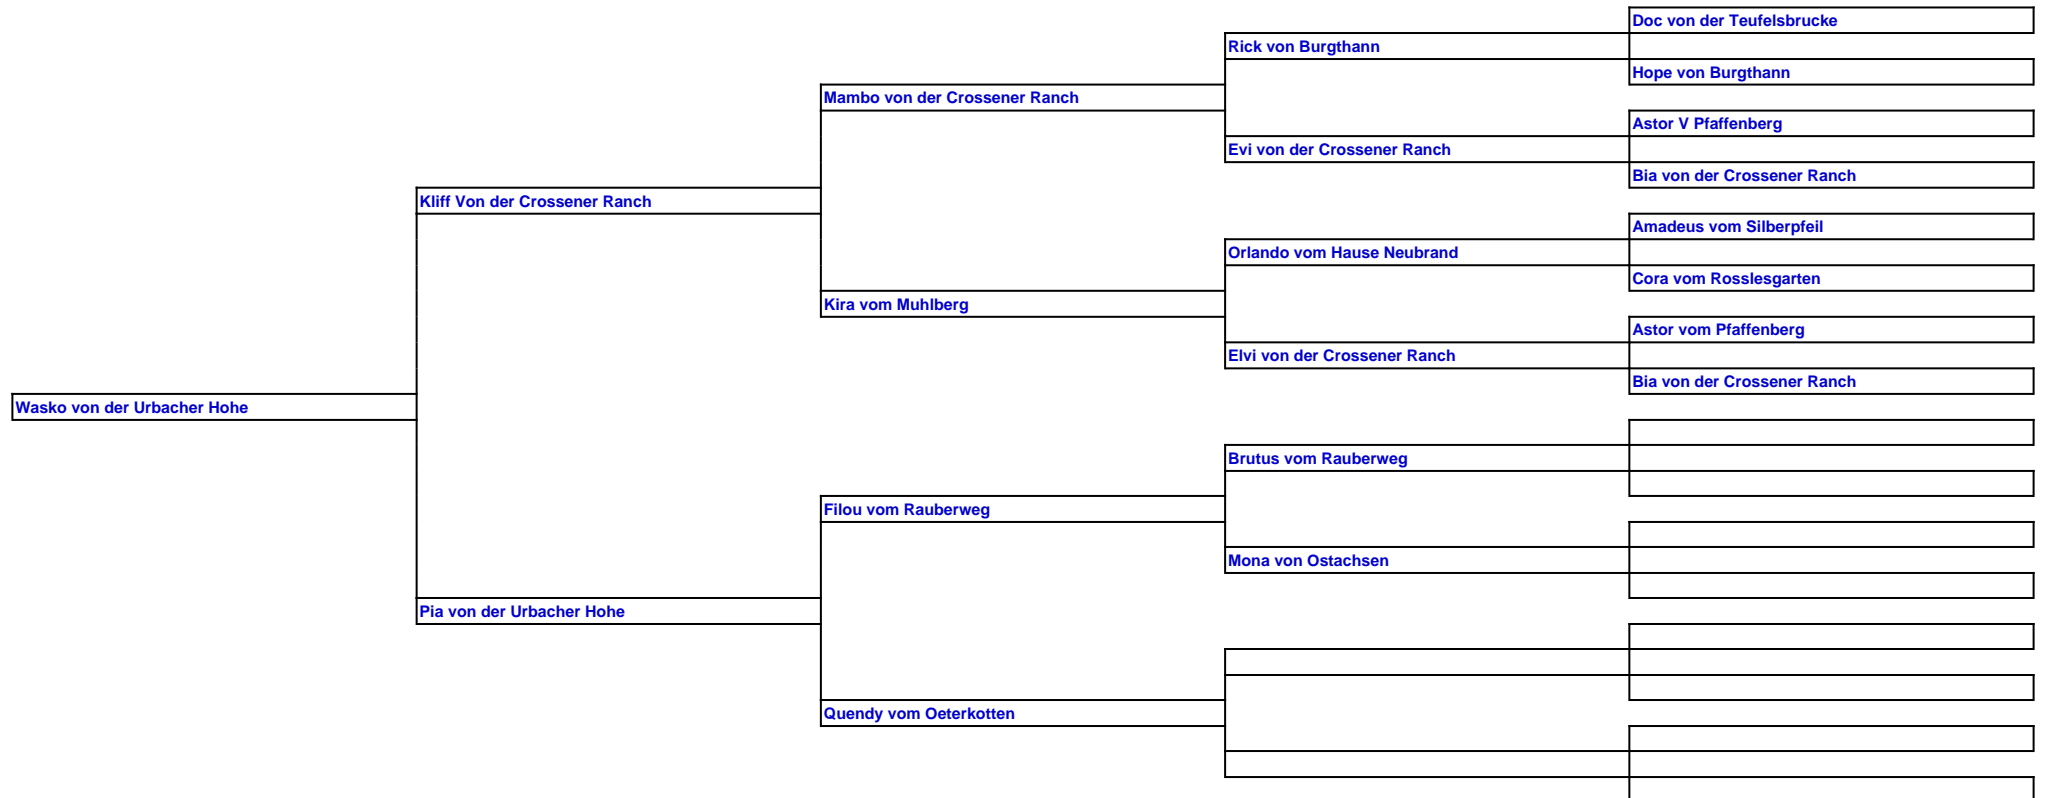 Doc von der Teufelsbrucke
Rick von Burgthann
Hope von Burgthann
Mambo von der Crossener Ranch
Astor V Pfaffenberg
Evi von der Crossener Ranch
Bia von der Crossener Ranch
Kliff Von der Crossener Ranch
Amadeus vom Silberpfeil
Orlando vom Hause Neubrand
Cora vom Rosslesgarten
Kira vom Muhlberg
Astor vom Pfaffenberg
Elvi von der Crossener Ranch
Bia von der Crossener Ranch
Wasko von der Urbacher Hohe
Brutus vom Rauberweg
Filou vom Rauberweg
Mona von Ostachsen
Pia von der Urbacher Hohe
Quendy vom Oeterkotten